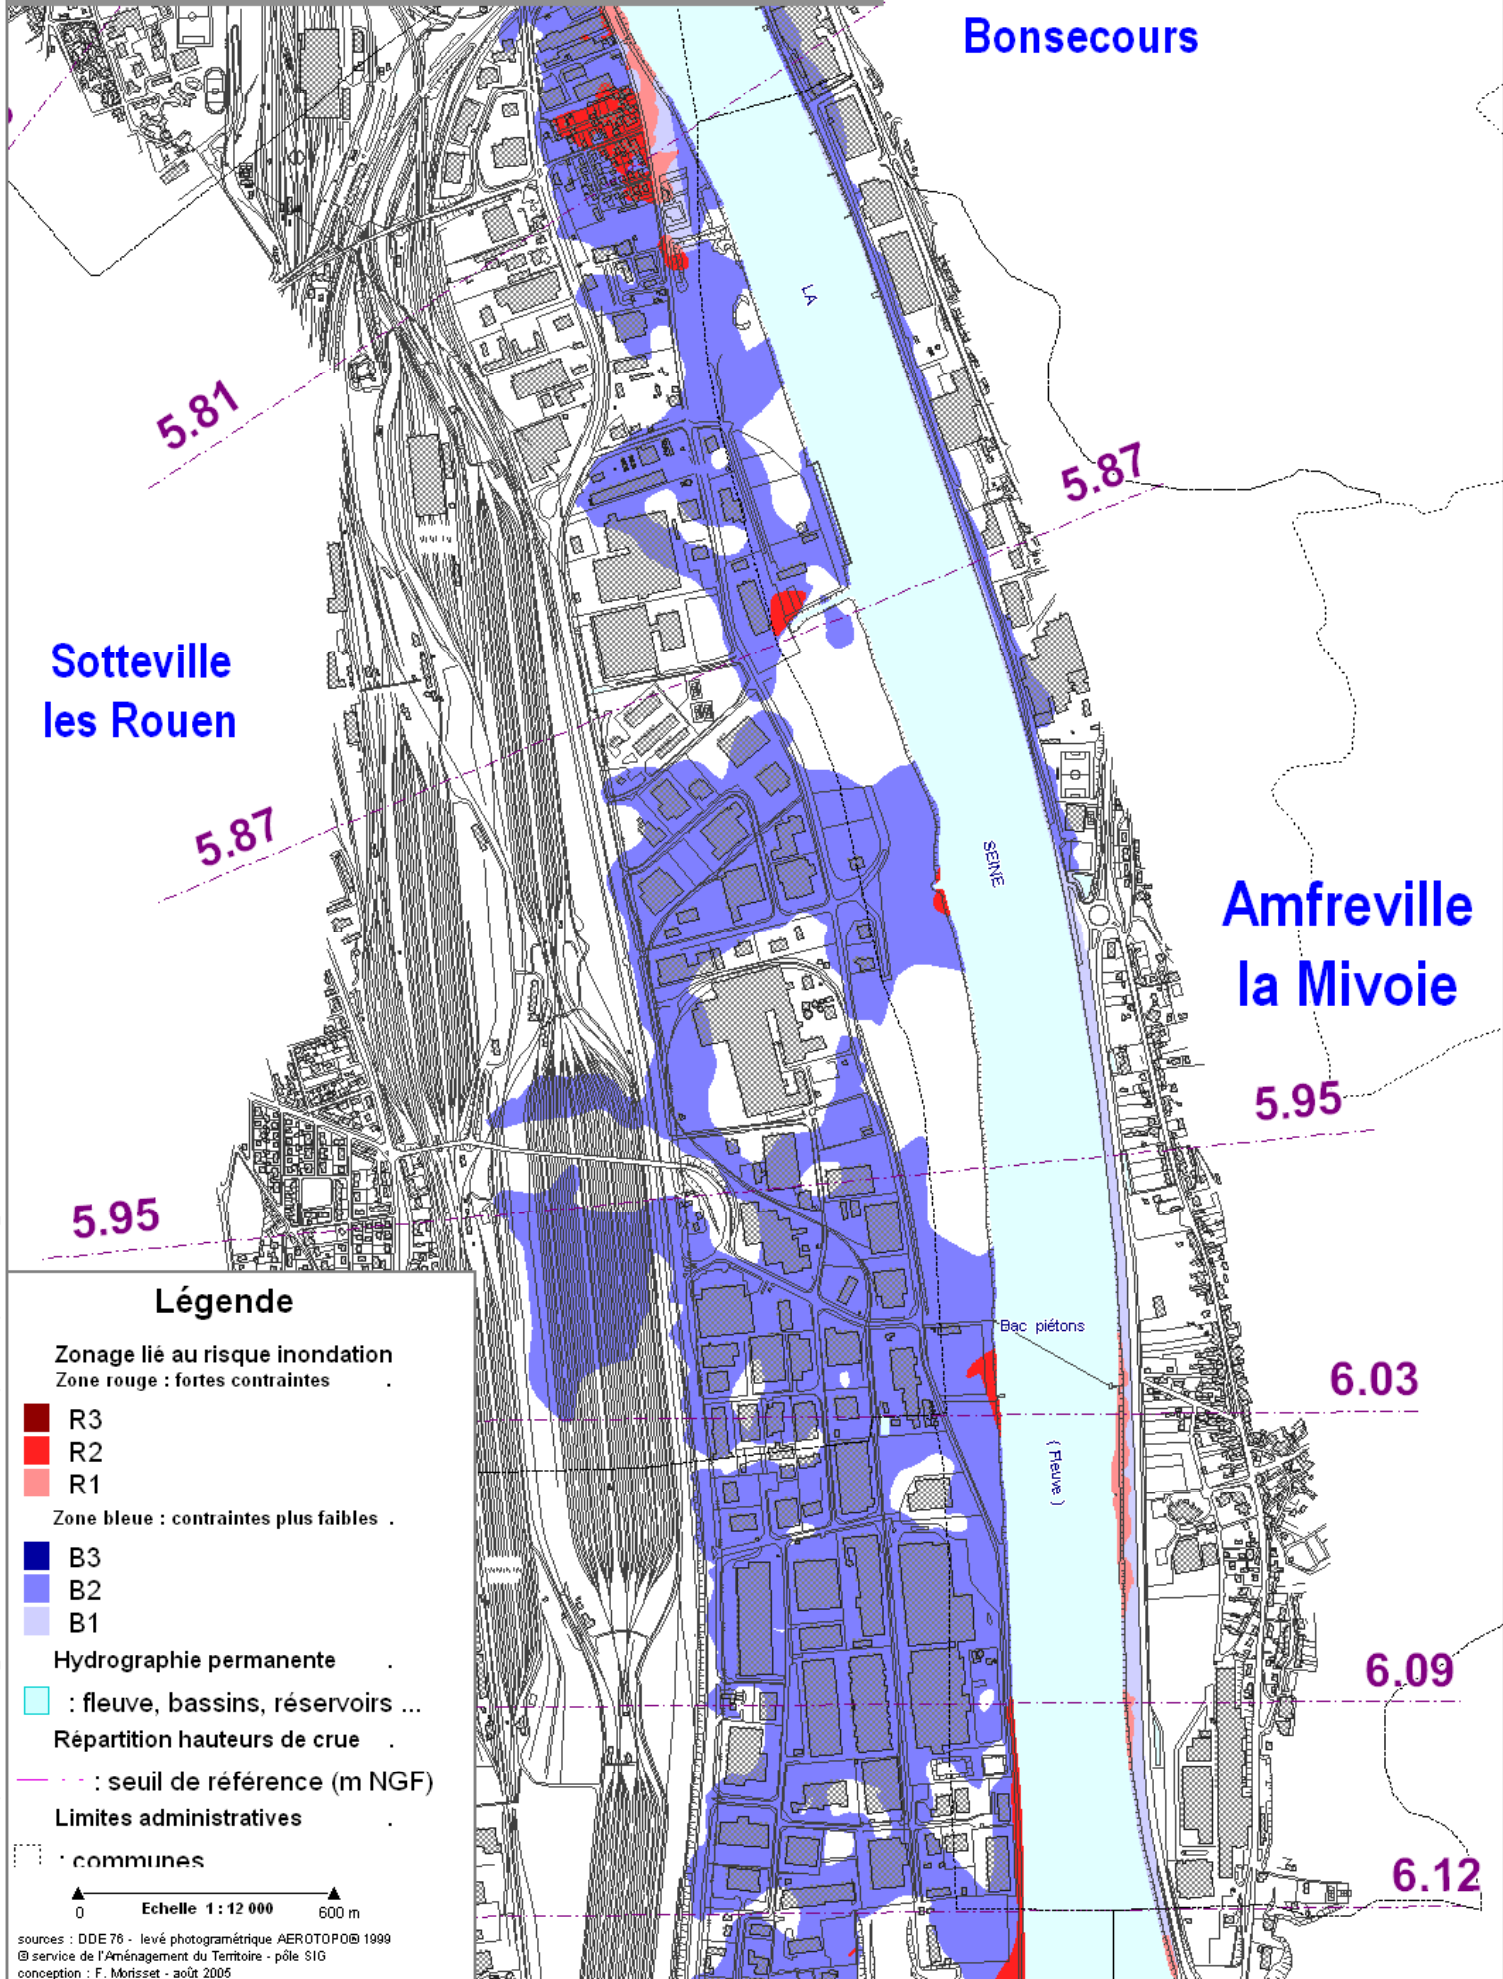 Bonsecours
LA
5.81
5.87
Sotteville
les Rouen
5.87
SEINE
Amfreville
la Mivoie
5.95
5.95
Bac piétons
6.03
( Fleuve )
6.09
6.12
Légende
Zonage lié au risque inondation
Zone rouge : fortes contraintes .
R3
R2
R1
Zone bleue : contraintes plus faibles .
B3
B2
B1
Hydrographie permanente .
: fleuve, bassins, réservoirs ...
Répartition hauteurs de crue .
: seuil de référence (m NGF)
Limites administratives .
: communes
Echelle 1 : 12 000
0 600 m
sources : DDE 76 - levé photogramétrique AEROTOPO® 1999
© service de l'Aménagement du Territoire - pôle SIG
conception : F. Morisset - août 2005